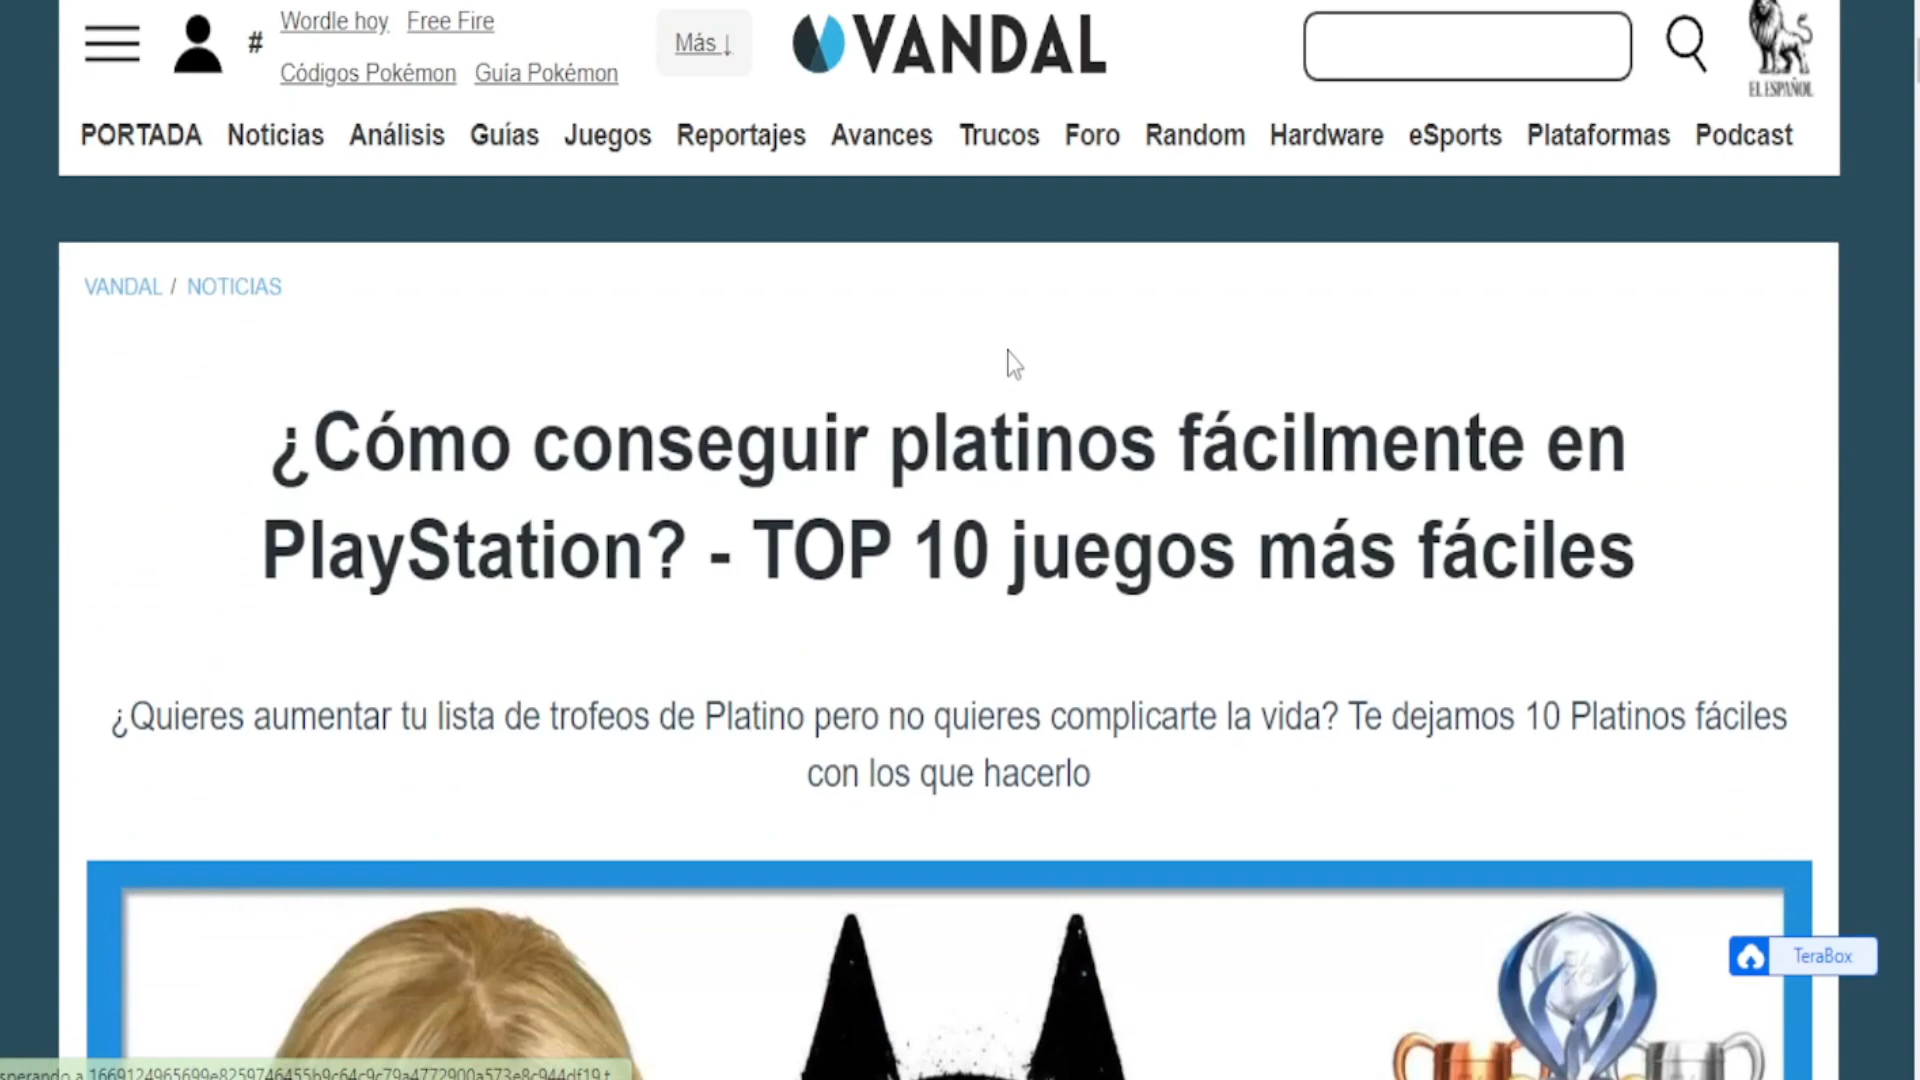 Wordle hoy Free Fire
# Más ↓ VANDAL
Códigos Pokémon Guía Pokémon
EL ESPAÑOL
PORTADA Noticias Análisis Guías Juegos Reportajes Avances Trucos Foro Random Hardware eSports Plataformas Podcast
VANDAL / NOTICIAS
¿Cómo conseguir platinos fácilmente en
PlayStation? - TOP 10 juegos más fáciles
¿Quieres aumentar tu lista de trofeos de Platino pero no quieres complicarte la vida? Te dejamos 10 Platinos fáciles
con los que hacerlo
TeraBox